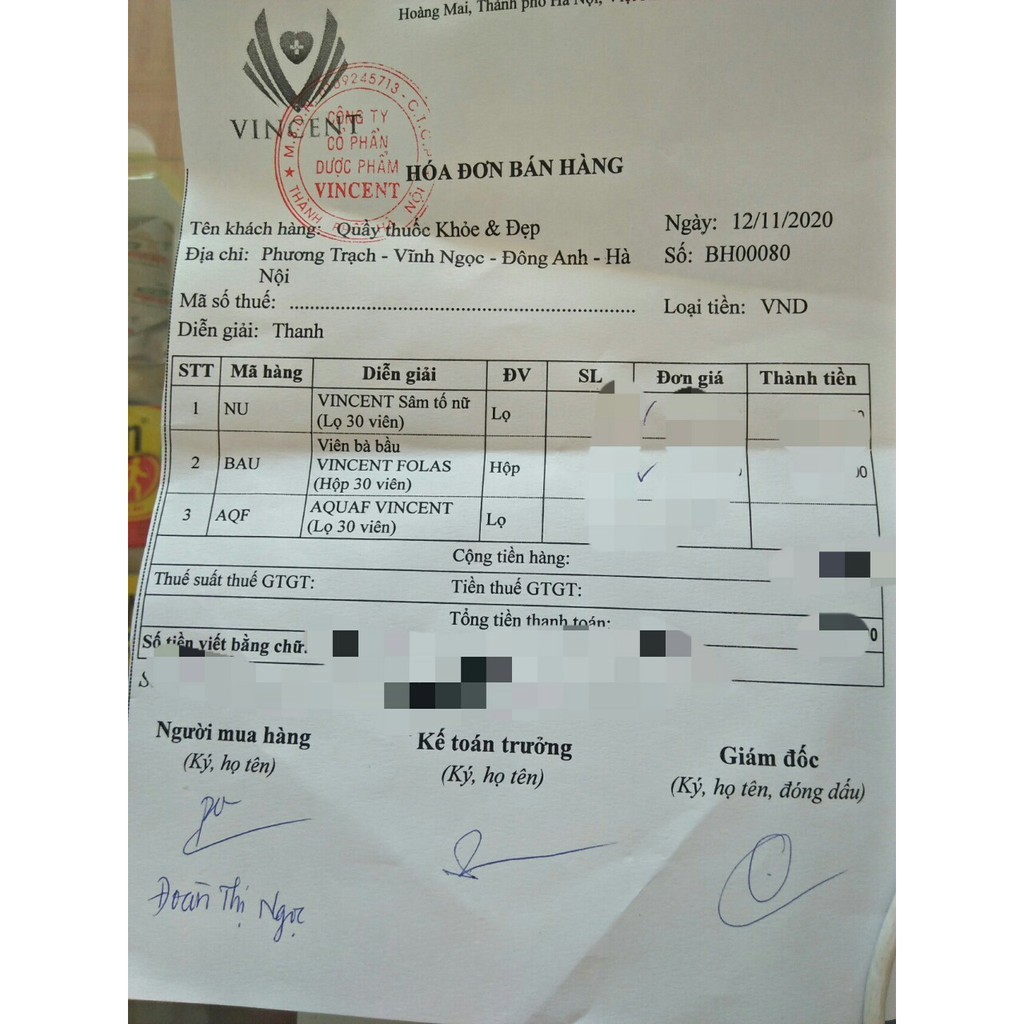 Hoàng Mai, Thành phố Hà Nội,
VINCENT
M.S.D.N: 09245713 - C.T.C.
CÔNG TY
CỔ PHẦN
DƯỢC PHẨM
VINCENT
THÀNH PHỐ HÀ NỘI
HÓA ĐƠN BÁN HÀNG
Tên khách hàng: Quầy thuốc Khỏe & Đẹp
Ngày: 12/11/2020
Địa chỉ: Phương Trạch - Vĩnh Ngọc - Đông Anh - Hà
Nội
Số: BH00080
Mã số thuế: ..............................................................
Loại tiền: VND
Diễn giải: Thanh
STT Mã hàng Diễn giải ĐV SL Đơn giá Thành tiền
1 NU VINCENT Sâm tố nữ Lọ
(Lọ 30 viên)
Viên bà bầu
2 BAU VINCENT FOLAS Hộp
(Hộp 30 viên)
3 AQF AQUAF VINCENT Lọ
(Lọ 30 viên)
Cộng tiền hàng:
Thuế suất thuế GTGT: Tiền thuế GTGT:
Tổng tiền thanh toán: 0
Số tiền viết bằng chữ:
Người mua hàng Kế toán trưởng Giám đốc
(Ký, họ tên) (Ký, họ tên) (Ký, họ tên, đóng dấu)
Đoàn Thị Ngọc